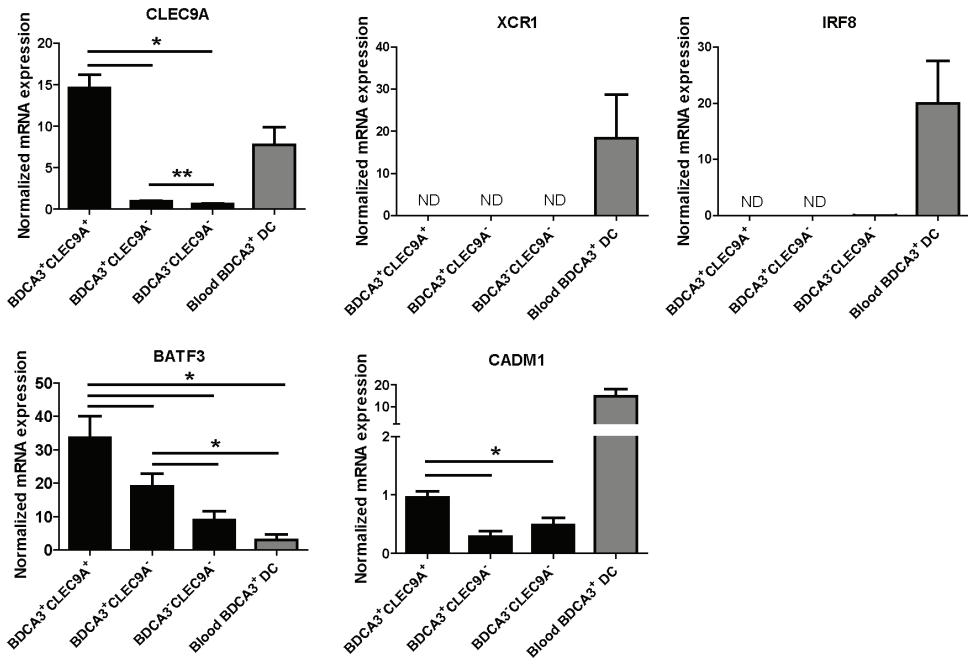 CLEC9A
Normalized mRNA expression
20
15
10
5
0
*
**
BDCA3⁺CLEC9A⁺
BDCA3⁺CLEC9A⁻
BDCA3⁻CLEC9A⁻
Blood BDCA3⁺ DC
XCR1
Normalized mRNA expression
40
30
20
10
0
ND
ND
ND
BDCA3⁺CLEC9A⁺
BDCA3⁺CLEC9A⁻
BDCA3⁻CLEC9A⁻
Blood BDCA3⁺ DC
IRF8
Normalized mRNA expression
30
20
10
0
ND
ND
BDCA3⁺CLEC9A⁺
BDCA3⁺CLEC9A⁻
BDCA3⁻CLEC9A⁻
Blood BDCA3⁺ DC
BATF3
Normalized mRNA expression
50
40
30
20
10
0
*
*
BDCA3⁺CLEC9A⁺
BDCA3⁺CLEC9A⁻
BDCA3⁻CLEC9A⁻
Blood BDCA3⁺ DC
CADM1
Normalized mRNA expression
20
10
2
1
0
*
BDCA3⁺CLEC9A⁺
BDCA3⁺CLEC9A⁻
BDCA3⁻CLEC9A⁻
Blood BDCA3⁺ DC